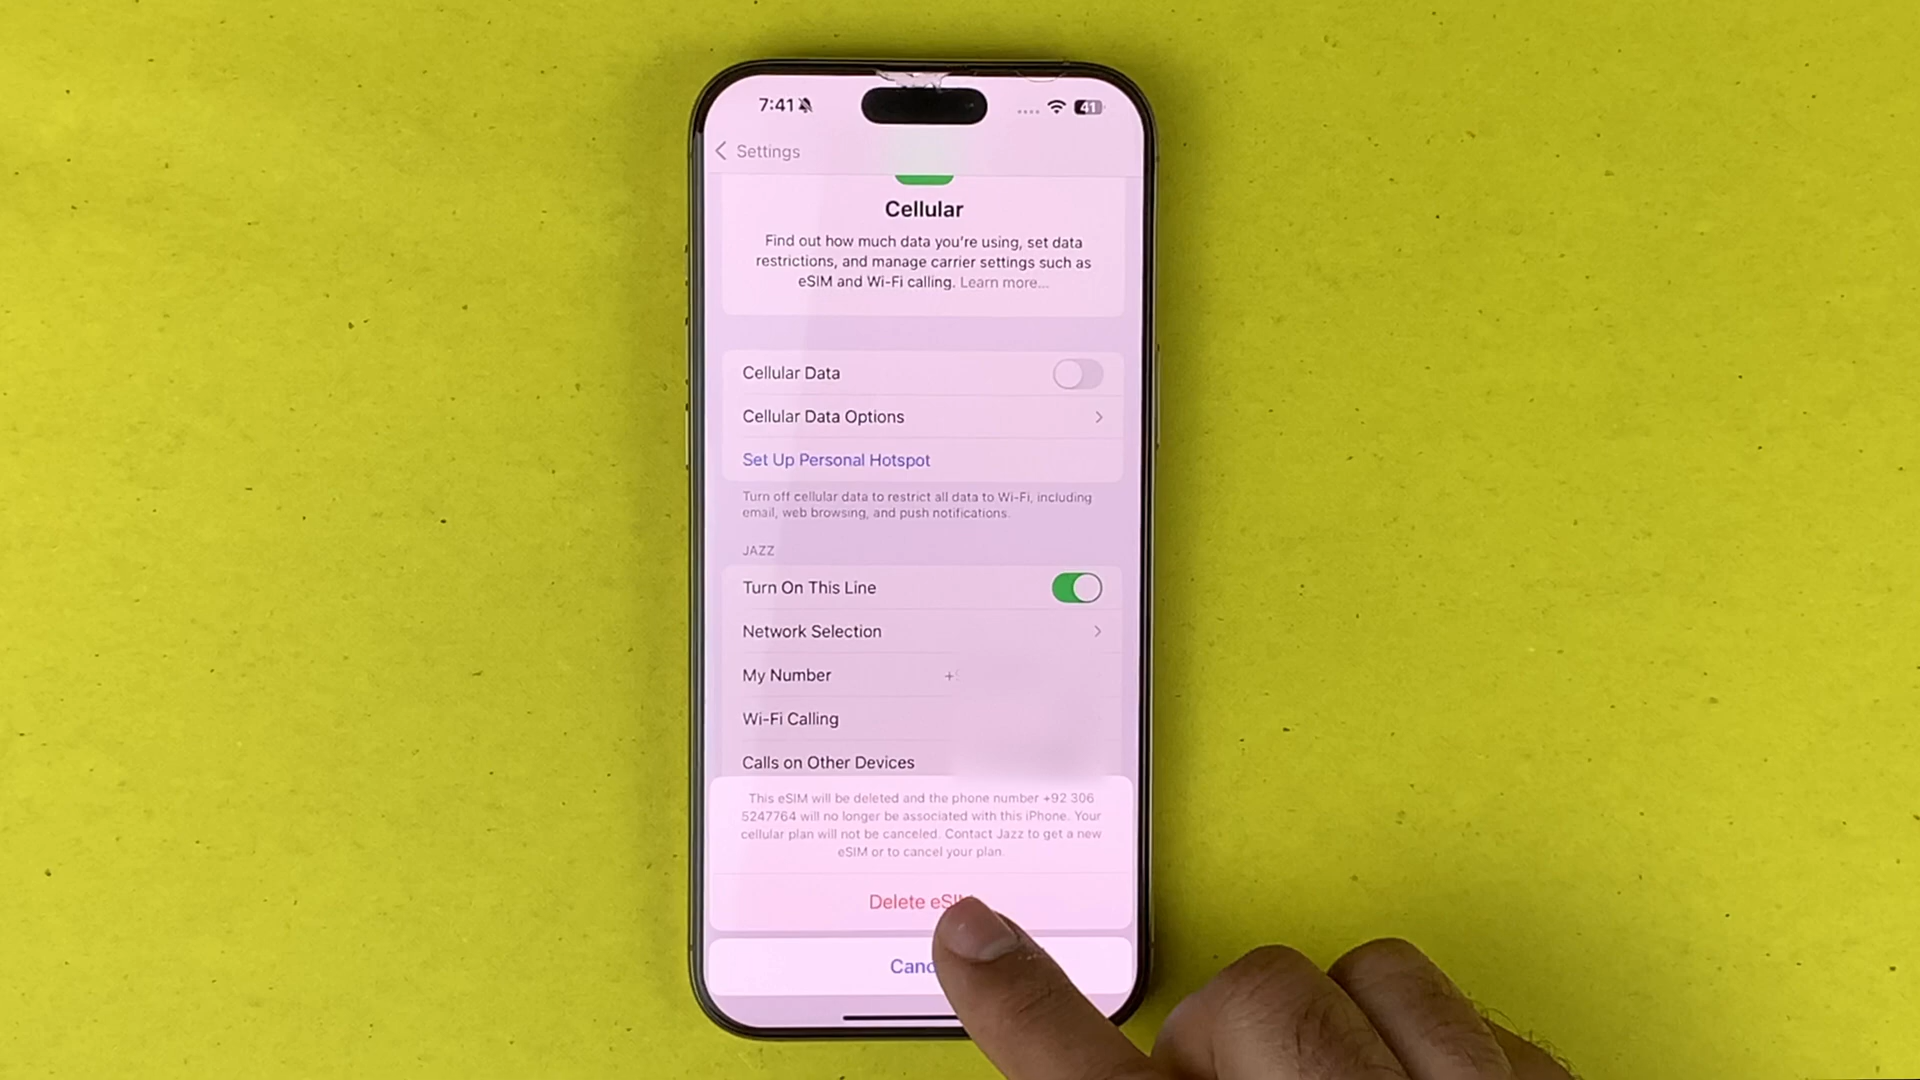 7:41
41
Settings
Cellular
Find out how much data you're using, set data
restrictions, and manage carrier settings such as
eSIM and Wi-Fi calling. Learn more...
Cellular Data
Cellular Data Options
Set Up Personal Hotspot
Turn off cellular data to restrict all data to Wi-Fi, including
email, web browsing, and push notifications.
JAZZ
Turn On This Line
Network Selection
My Number +
Wi-Fi Calling
Calls on Other Devices
This eSIM will be deleted and the phone number +92 306
5247764 will no longer be associated with this iPhone. Your
cellular plan will not be canceled. Contact Jazz to get a new
eSIM or to cancel your plan.
Delete eSI
Canc